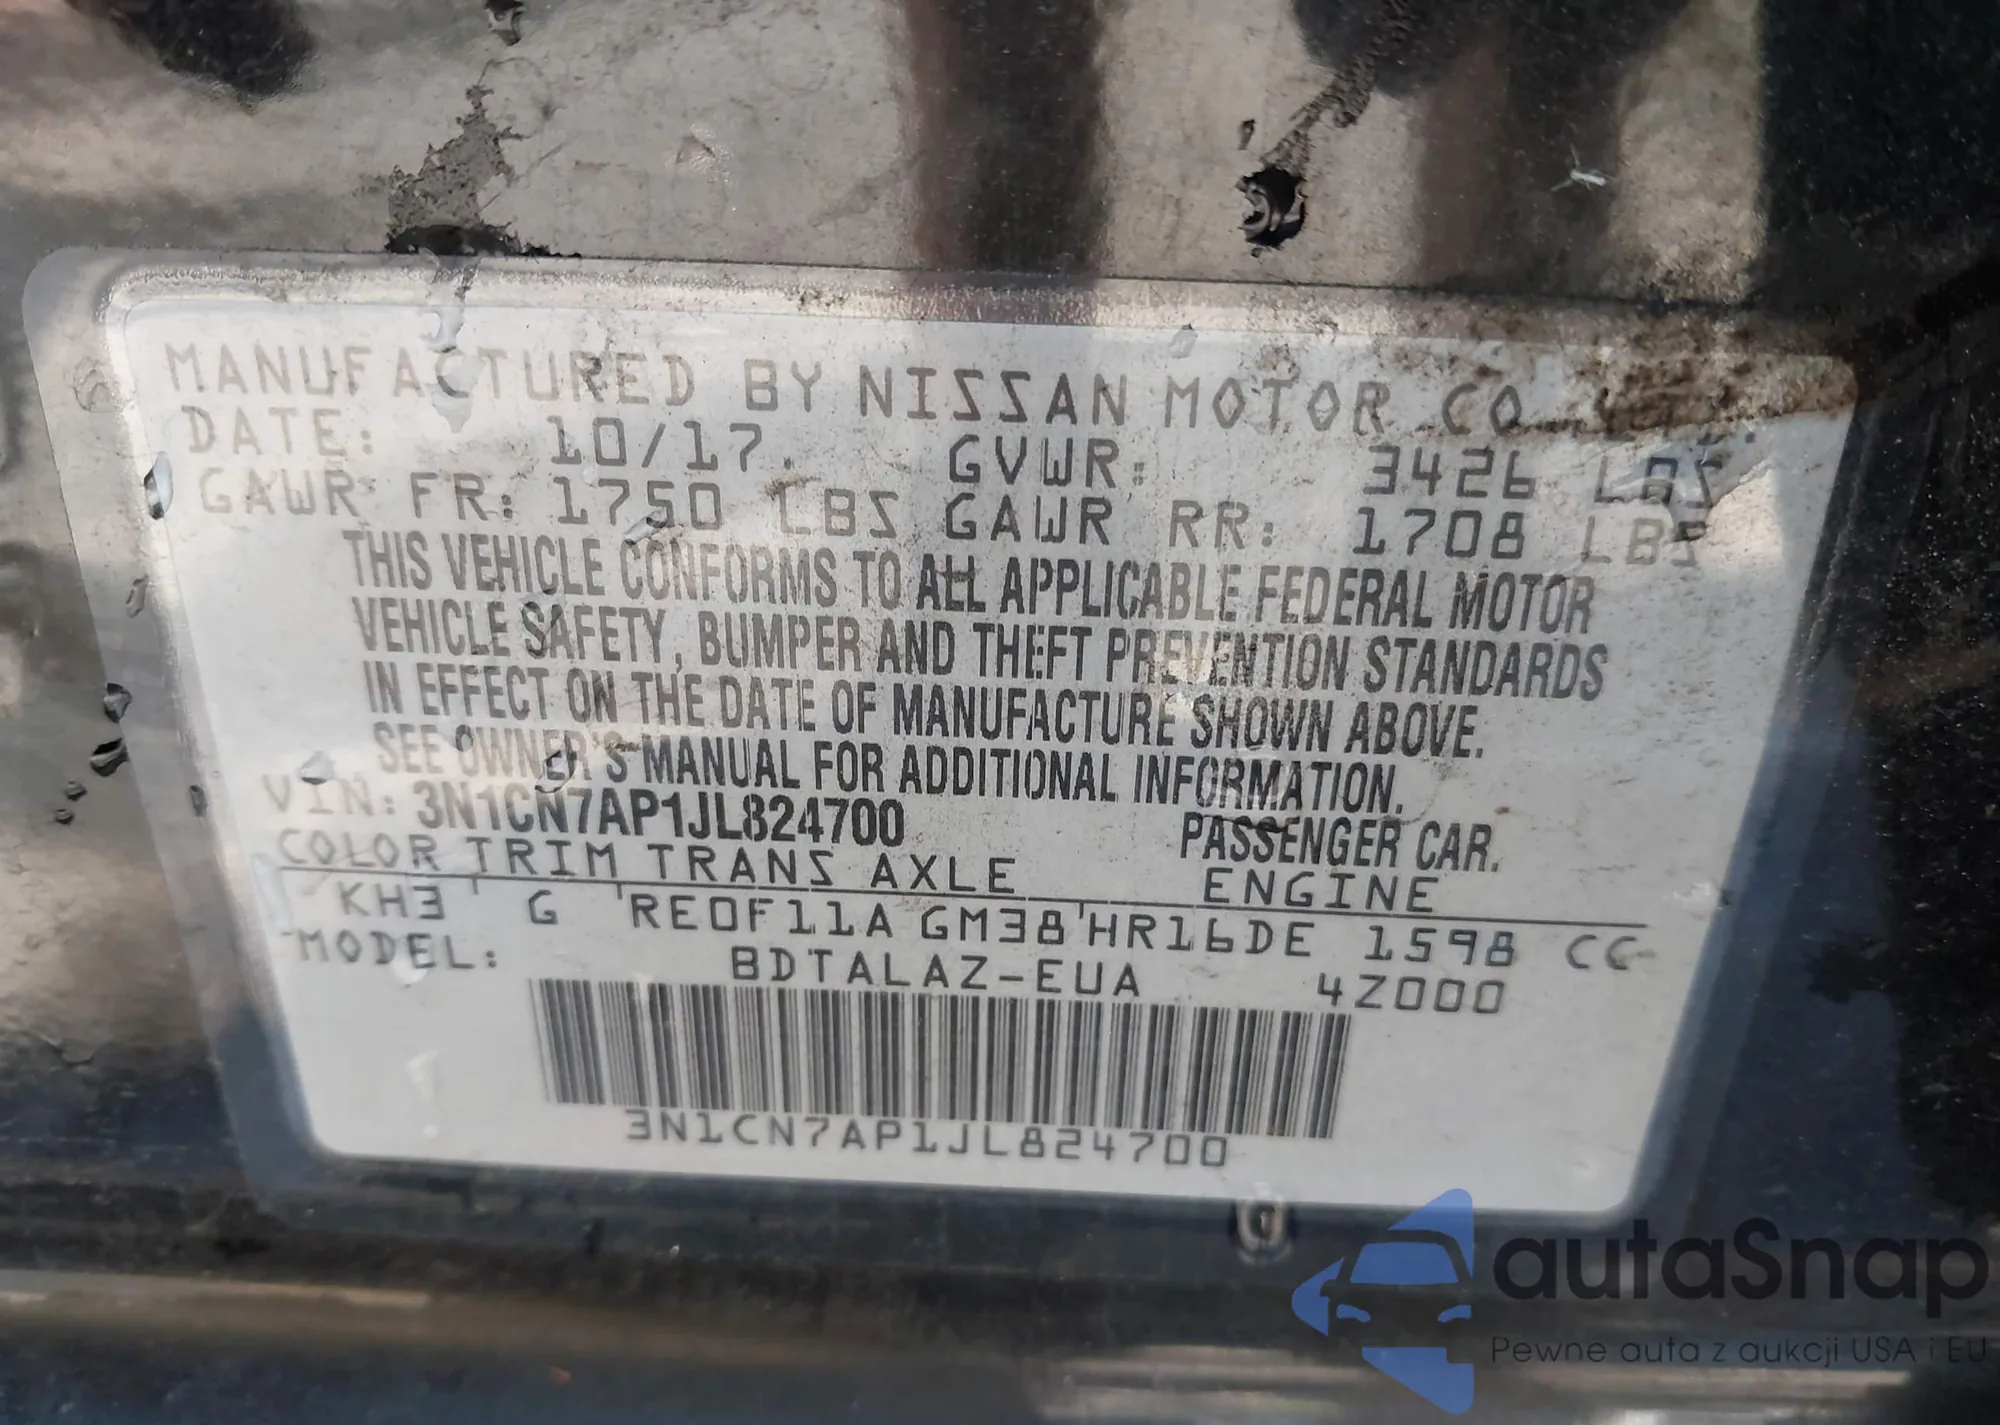 MANUFACTURED BY NISSAN MOTOR CO
DATE: 10/17. GVWR: 3426 LBS
GAWR FR: 1750 LBS GAWR RR: 1708 LBS
THIS VEHICLE CONFORMS TO ALL APPLICABLE FEDERAL MOTOR
VEHICLE SAFETY, BUMPER AND THEFT PREVENTION STANDARDS
IN EFFECT ON THE DATE OF MANUFACTURE SHOWN ABOVE.
SEE OWNER'S MANUAL FOR ADDITIONAL INFORMATION.
VIN: 3N1CN7AP1JL824700 PASSENGER CAR.
COLOR TRIM TRANS AXLE ENGINE
KH3 G RE0F11A GM38 HR16DE 1598 CC
MODEL: BDTALAZ-EUA 4Z000
3N1CN7AP1JL824700
autaSnap
Pewne auta z aukcji USA i EU